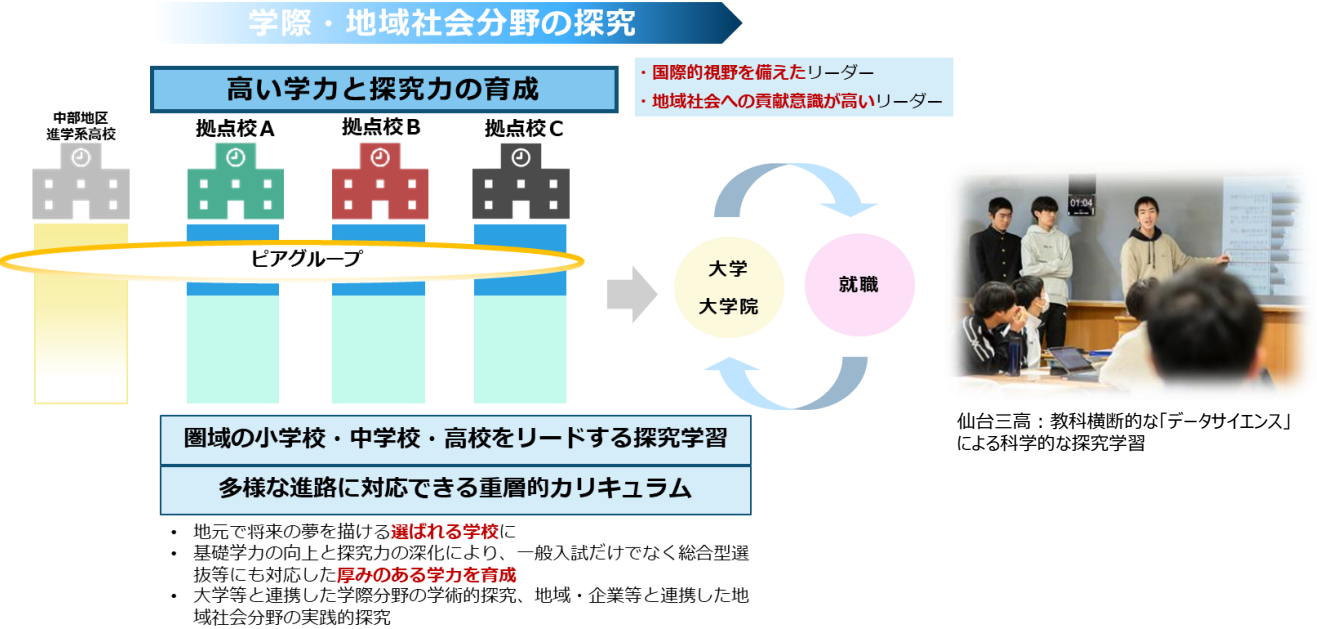 学際・地域社会分野の探究
高い学力と探究力の育成
・国際的視野を備えたリーダー
・地域社会への貢献意識が高いリーダー
中部地区
進学系高校
拠点校A
拠点校B
拠点校C
ピアグループ
大学
大学院
就職
01:04
仙台三高：教科横断的な「データサイエンス」
による科学的な探究学習
圏域の小学校・中学校・高校をリードする探究学習
多様な進路に対応できる重層的カリキュラム
• 地元で将来の夢を描ける選ばれる学校に
• 基礎学力の向上と探究力の深化により、一般入試だけでなく総合型選
抜等にも対応した厚みのある学力を育成
• 大学等と連携した学際分野の学術的探究、地域・企業等と連携した地
域社会分野の実践的探究